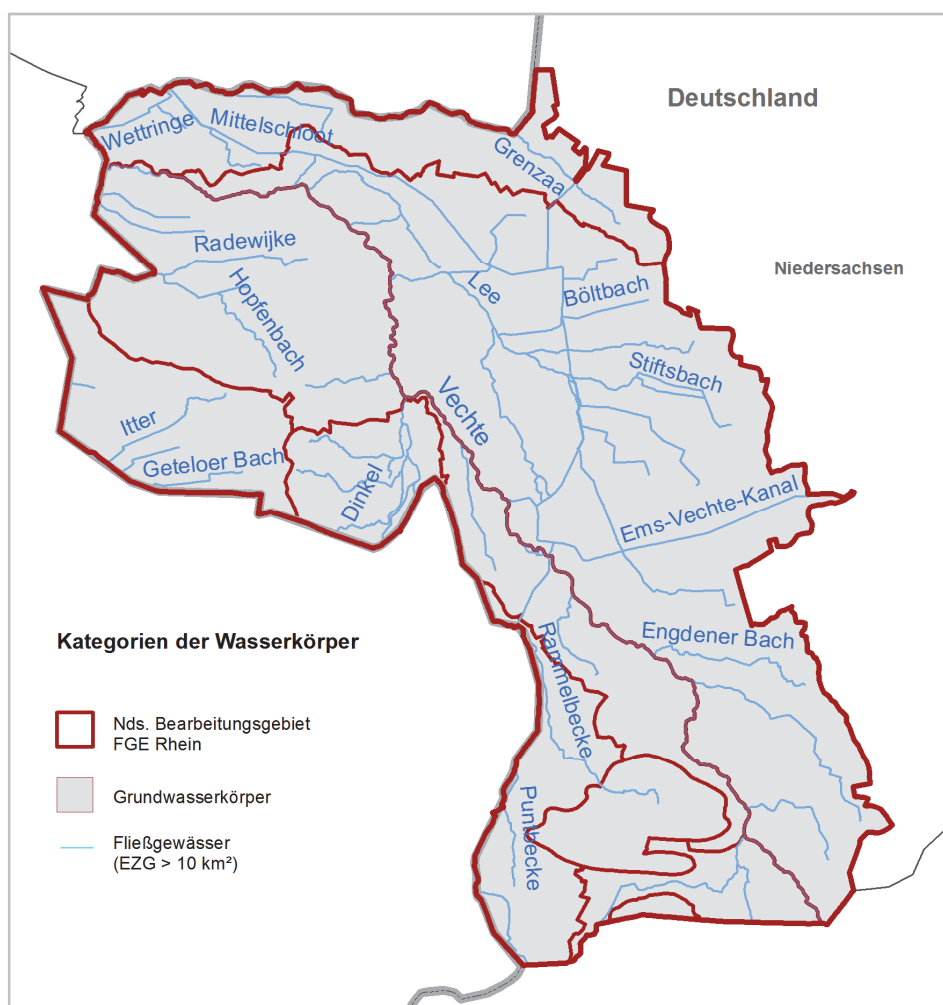 Deutschland
Wettringe
Mittelschloot
Grenzaa
Niedersachsen
Radewijke
Hopfenbach
Lee
Böltbach
Stiftsbach
Vechte
Itter
Geteloer Bach
Dinkel
Ems-Vechte-Kanal
Engdener Bach
Rammelbecke
Puntbecke
Kategorien der Wasserkörper
Nds. Bearbeitungsgebiet
FGE Rhein
Grundwasserkörper
Fließgewässer
(EZG > 10 km²)